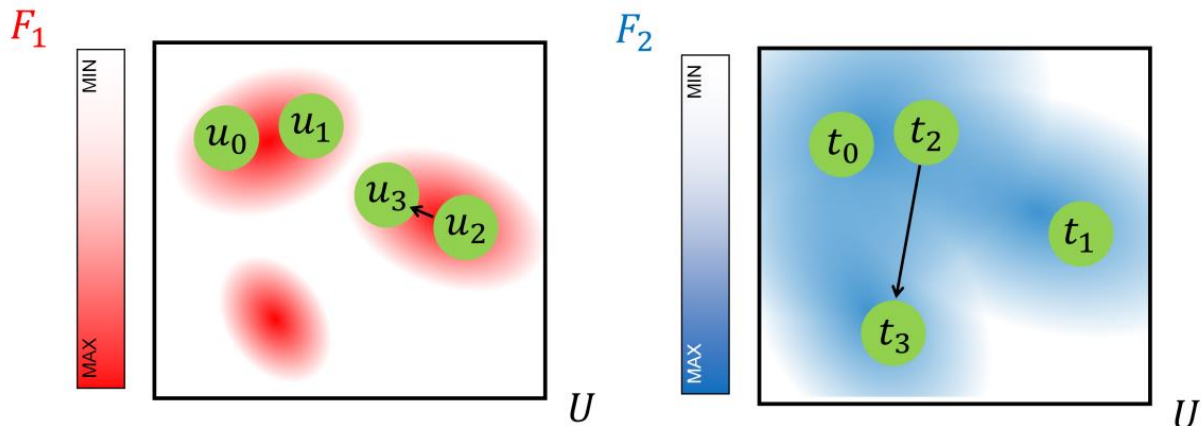 F₁
MIN
MAX
u₀
u₁
u₃
u₂
U
F₂
MIN
MAX
t₀
t₂
t₁
t₃
U